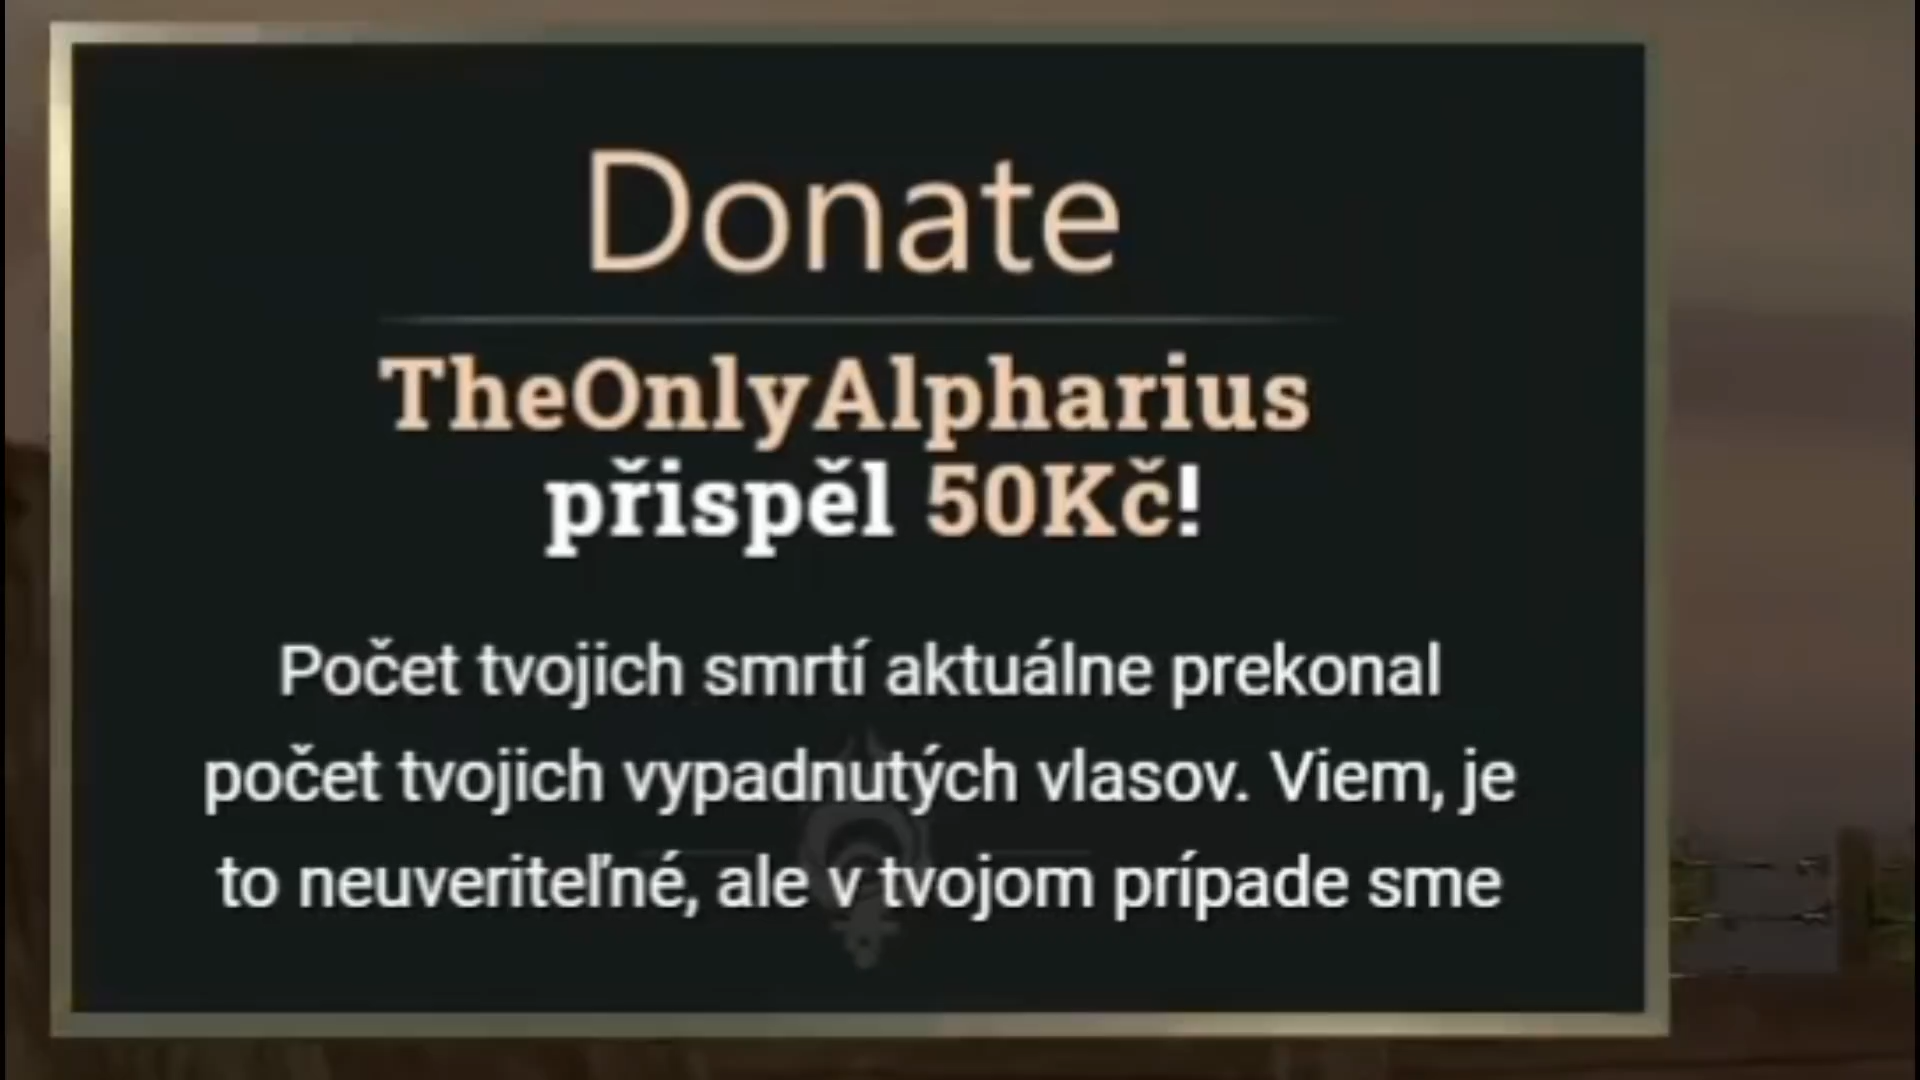 Donate
TheOnlyAlpharius
přispěl 50Kč!
Počet tvojich smrtí aktuálne prekonal
počet tvojich vypadnutých vlasov. Viem, je
to neuveriteľné, ale v tvojom prípade sme